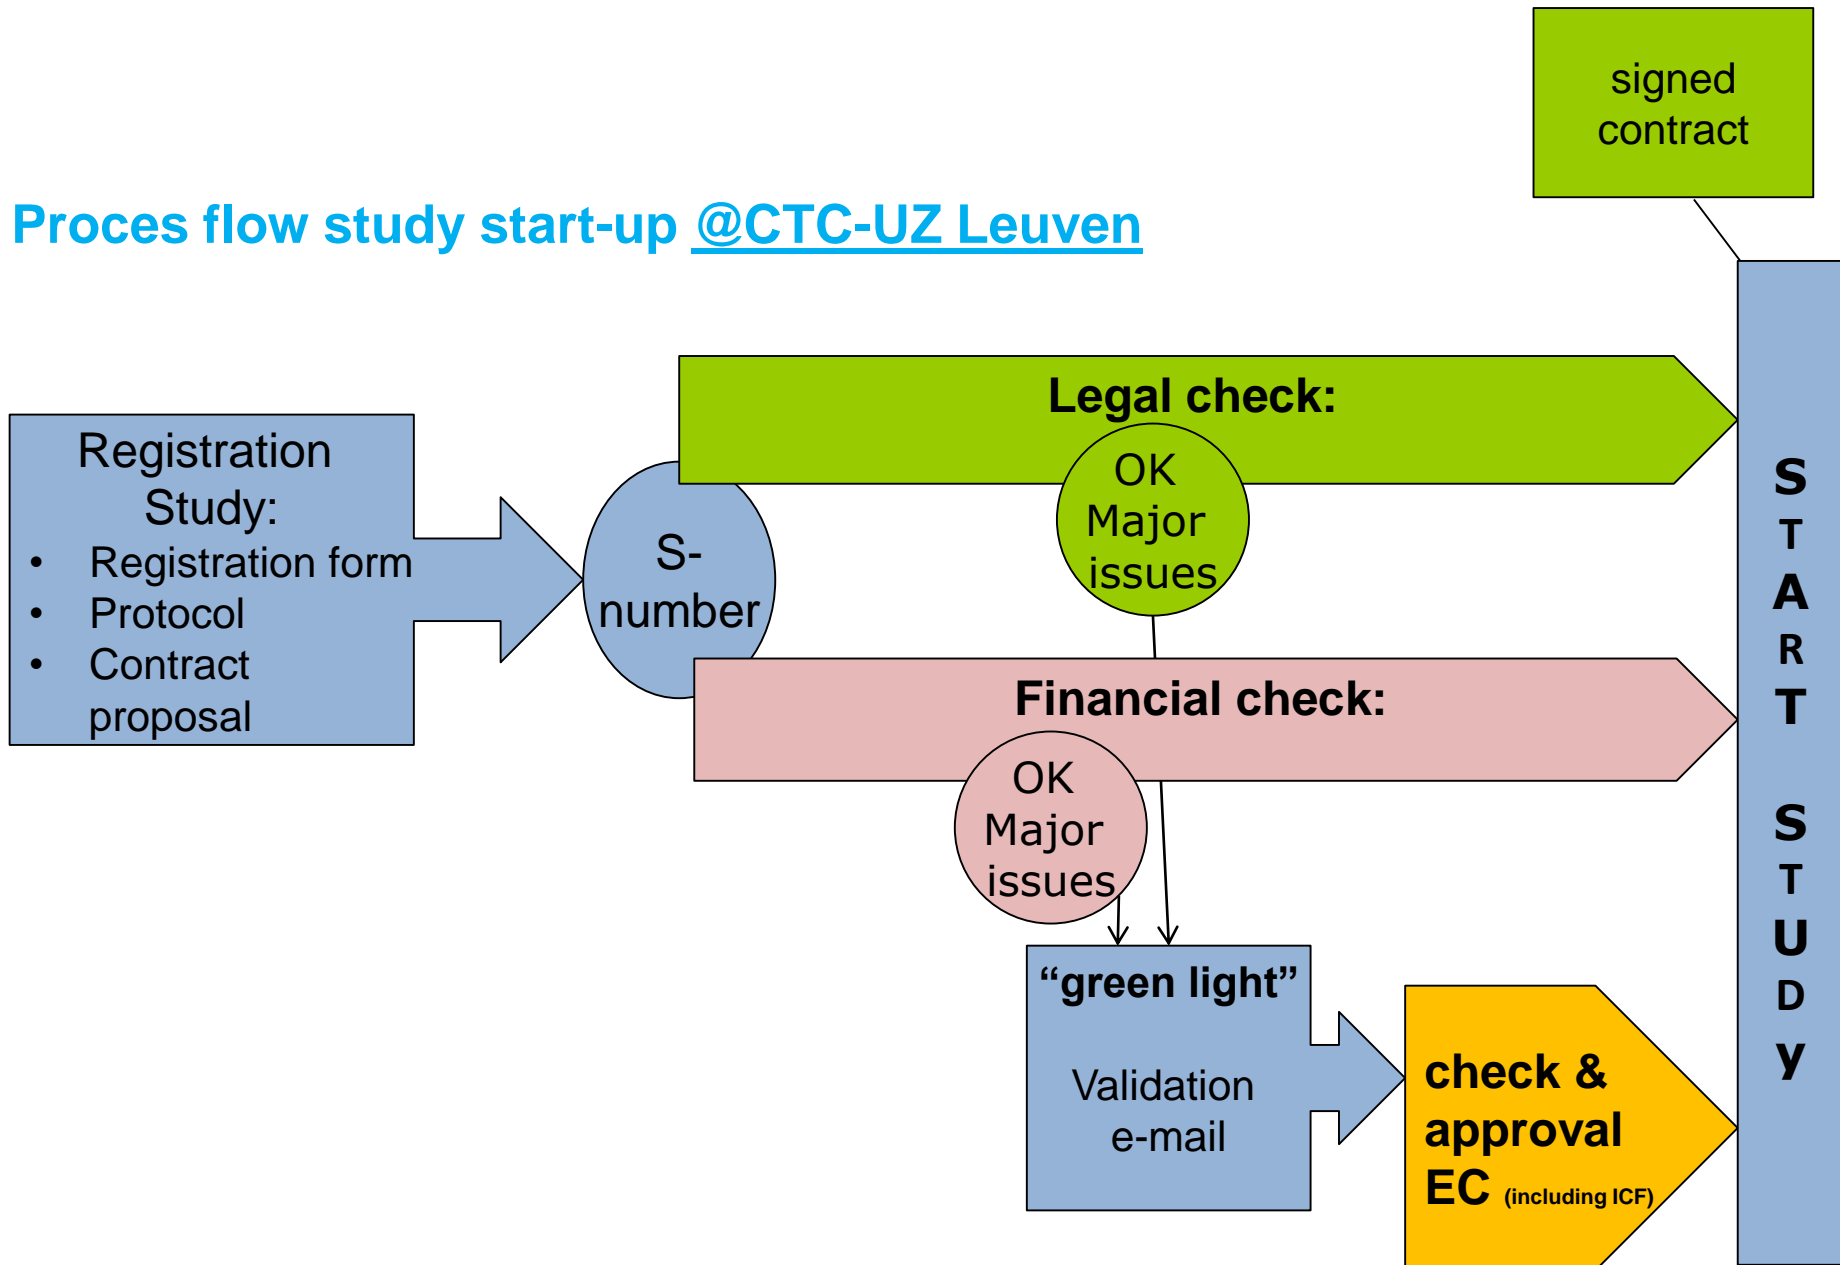 signed
contract
Proces flow study start-up @CTC-UZ Leuven
Registration
Study:
• Registration form
• Protocol
• Contract
proposal
S-
number
Legal check:
OK
Major
issues
Financial check:
OK
Major
issues
“green light”
Validation
e-mail
check &
approval
EC (including ICF)
S
T
A
R
T
S
T
U
D
y